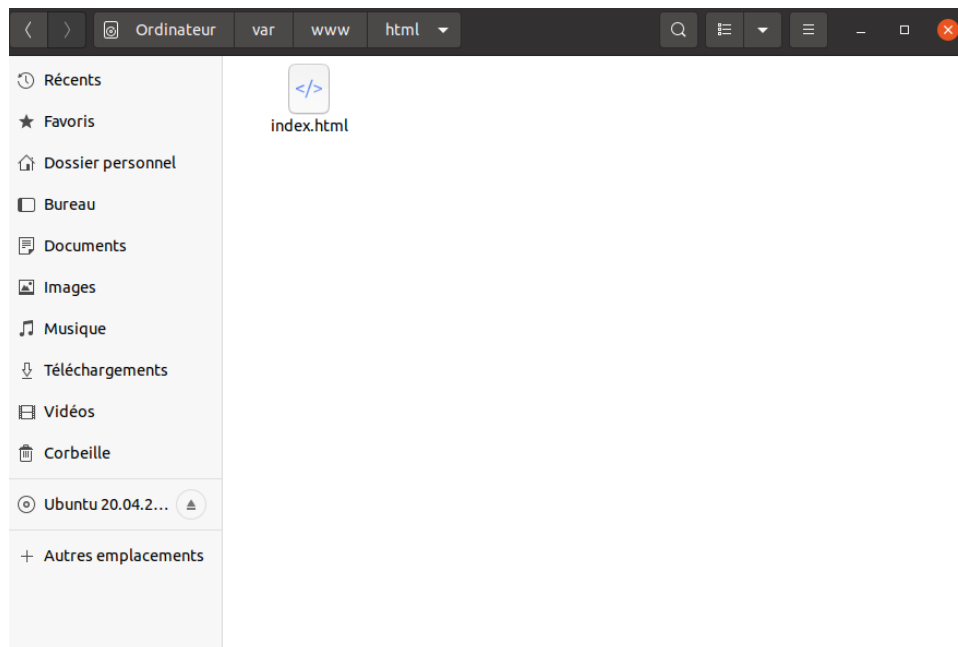 Ordinateur var www html
Récents
Favoris
Dossier personnel
Bureau
Documents
Images
Musique
Téléchargements
Vidéos
Corbeille
Ubuntu 20.04.2...
Autres emplacements
</>
index.html